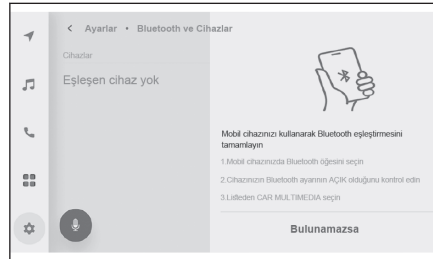 Ayarlar • Bluetooth ve Cihazlar
Cihazlar
Eşleşen cihaz yok
Mobil cihazınızı kullanarak Bluetooth eşleştirmesini
tamamlayın
1.Mobil cihazınızda Bluetooth öğesini seçin
2.Cihazınızın Bluetooth ayarının AÇIK olduğunu kontrol edin
3.Listeden CAR MULTIMEDIA seçin
Bulunamazsa